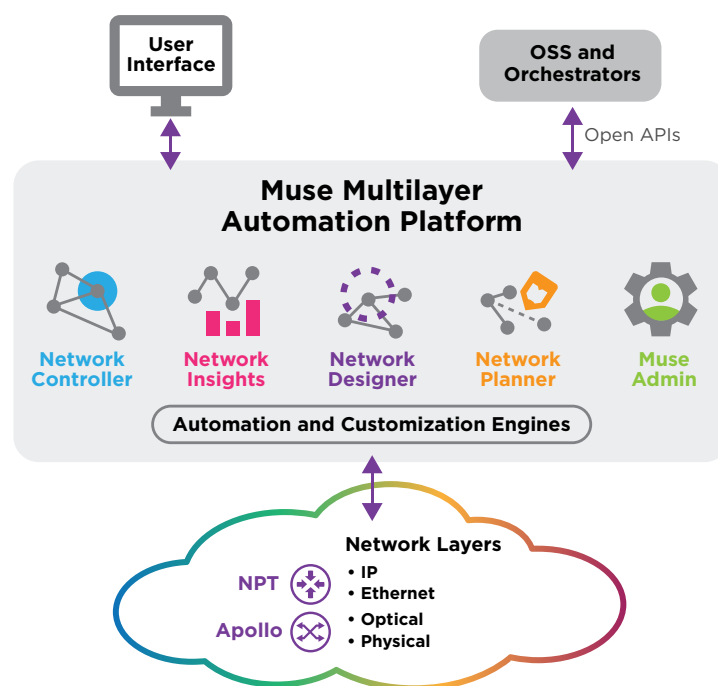 User
Interface
OSS and
Orchestrators
Open APIs
Muse Multilayer
Automation Platform
Network
Controller
Network
Insights
Network
Designer
Network
Planner
Muse
Admin
Automation and Customization Engines
Network Layers
NPT
• IP
• Ethernet
Apollo
• Optical
• Physical